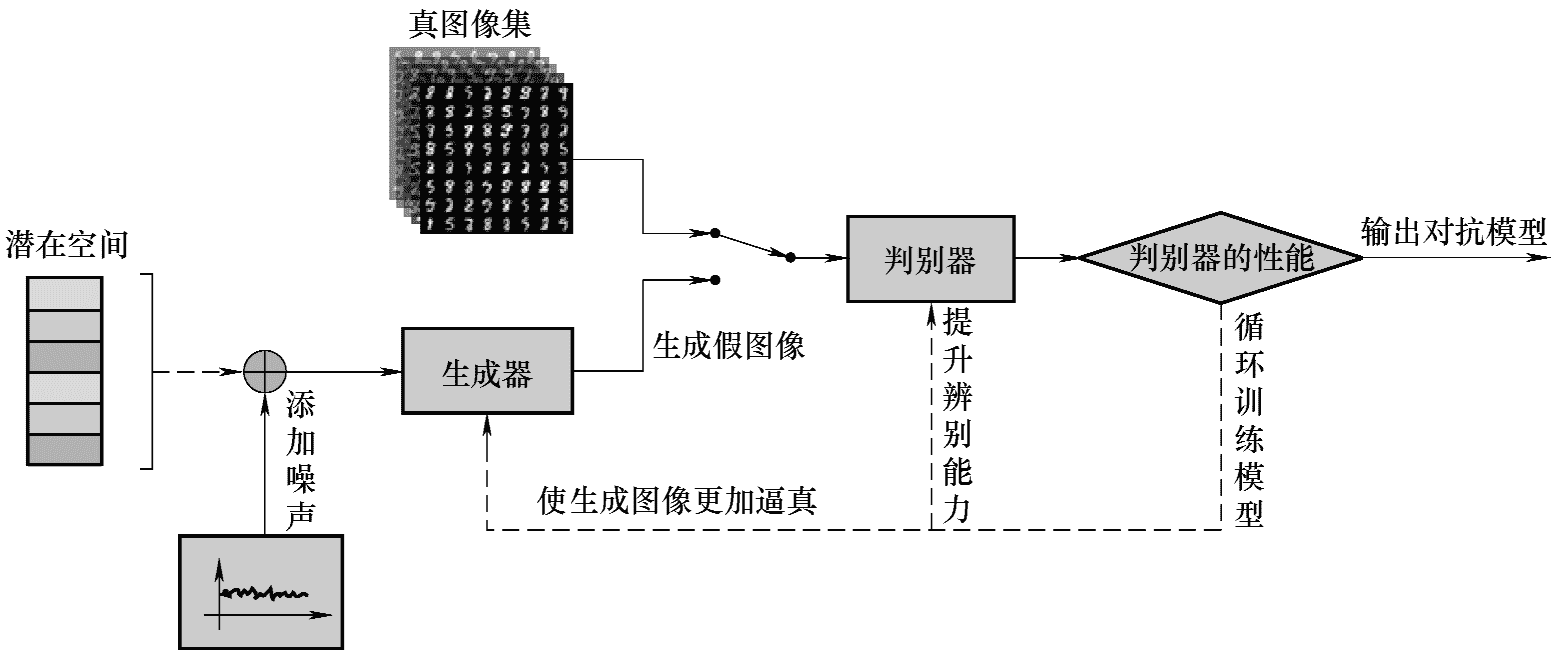 真图像集
潜在空间
添加噪声
生成器
生成假图像
判别器
判别器的性能
输出对抗模型
提升辨别能力
循环训练模型
使生成图像更加逼真